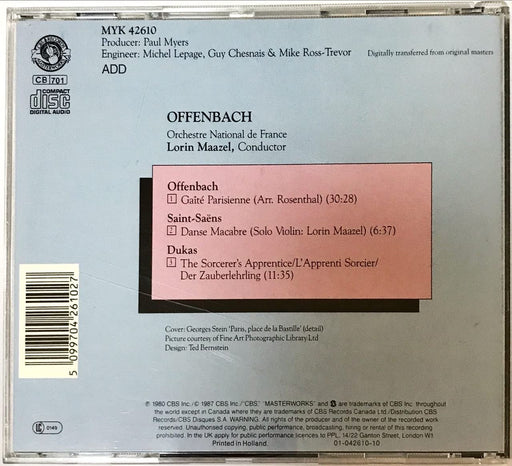 MYK 42610
Producer: Paul Myers
Engineer: Michel Lepage, Guy Chesnais & Mike Ross-Trevor
Digitally transferred from original masters
ADD
CB 701
COMPACT
disc
DIGITAL AUDIO
OFFENBACH
Orchestre National de France
Lorin Maazel, Conductor
Offenbach
1 Gaîté Parisienne (Arr. Rosenthal) (30:28)
Saint-Saëns
2 Danse Macabre (Solo Violin: Lorin Maazel) (6:37)
Dukas
3 The Sorcerer's Apprentice/L'Apprenti Sorcier/
Der Zauberlehrling (11:35)
5 099704 261027
Cover: Georges Stein 'Paris, place de la Bastille' (detail)
Picture courtesy of Fine Art Photographic Library Ltd
Design: Ted Bernstein
℗ 1980 CBS Inc./© 1987 CBS Inc./'CBS,' 'MASTERWORKS' and are trademarks of CBS Inc. throughout
the world except in Canada where they are trademarks of CBS Records Canada Ltd./Distribution CBS
Records/CBS Disques S.A. WARNING: All rights of the producer and of the owner of the work recorded
reserved. Unauthorised copying, public performance, broadcasting, hiring or rental of this recording
prohibited. In the UK apply for public performance licences to PPL, 14/22 Ganton Street, London W1.
Printed in Holland. 01-042610-10
LC 0149